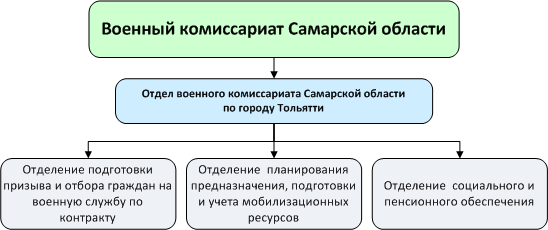 Военный комиссариат Самарской области
Отдел военного комиссариата Самарской области
по городу Тольятти
Отделение подготовки
призыва и отбора граждан на
военную службу по
контракту
Отделение планирования
предназначения, подготовки
и учета мобилизационных
ресурсов
Отделение социального и
пенсионного обеспечения